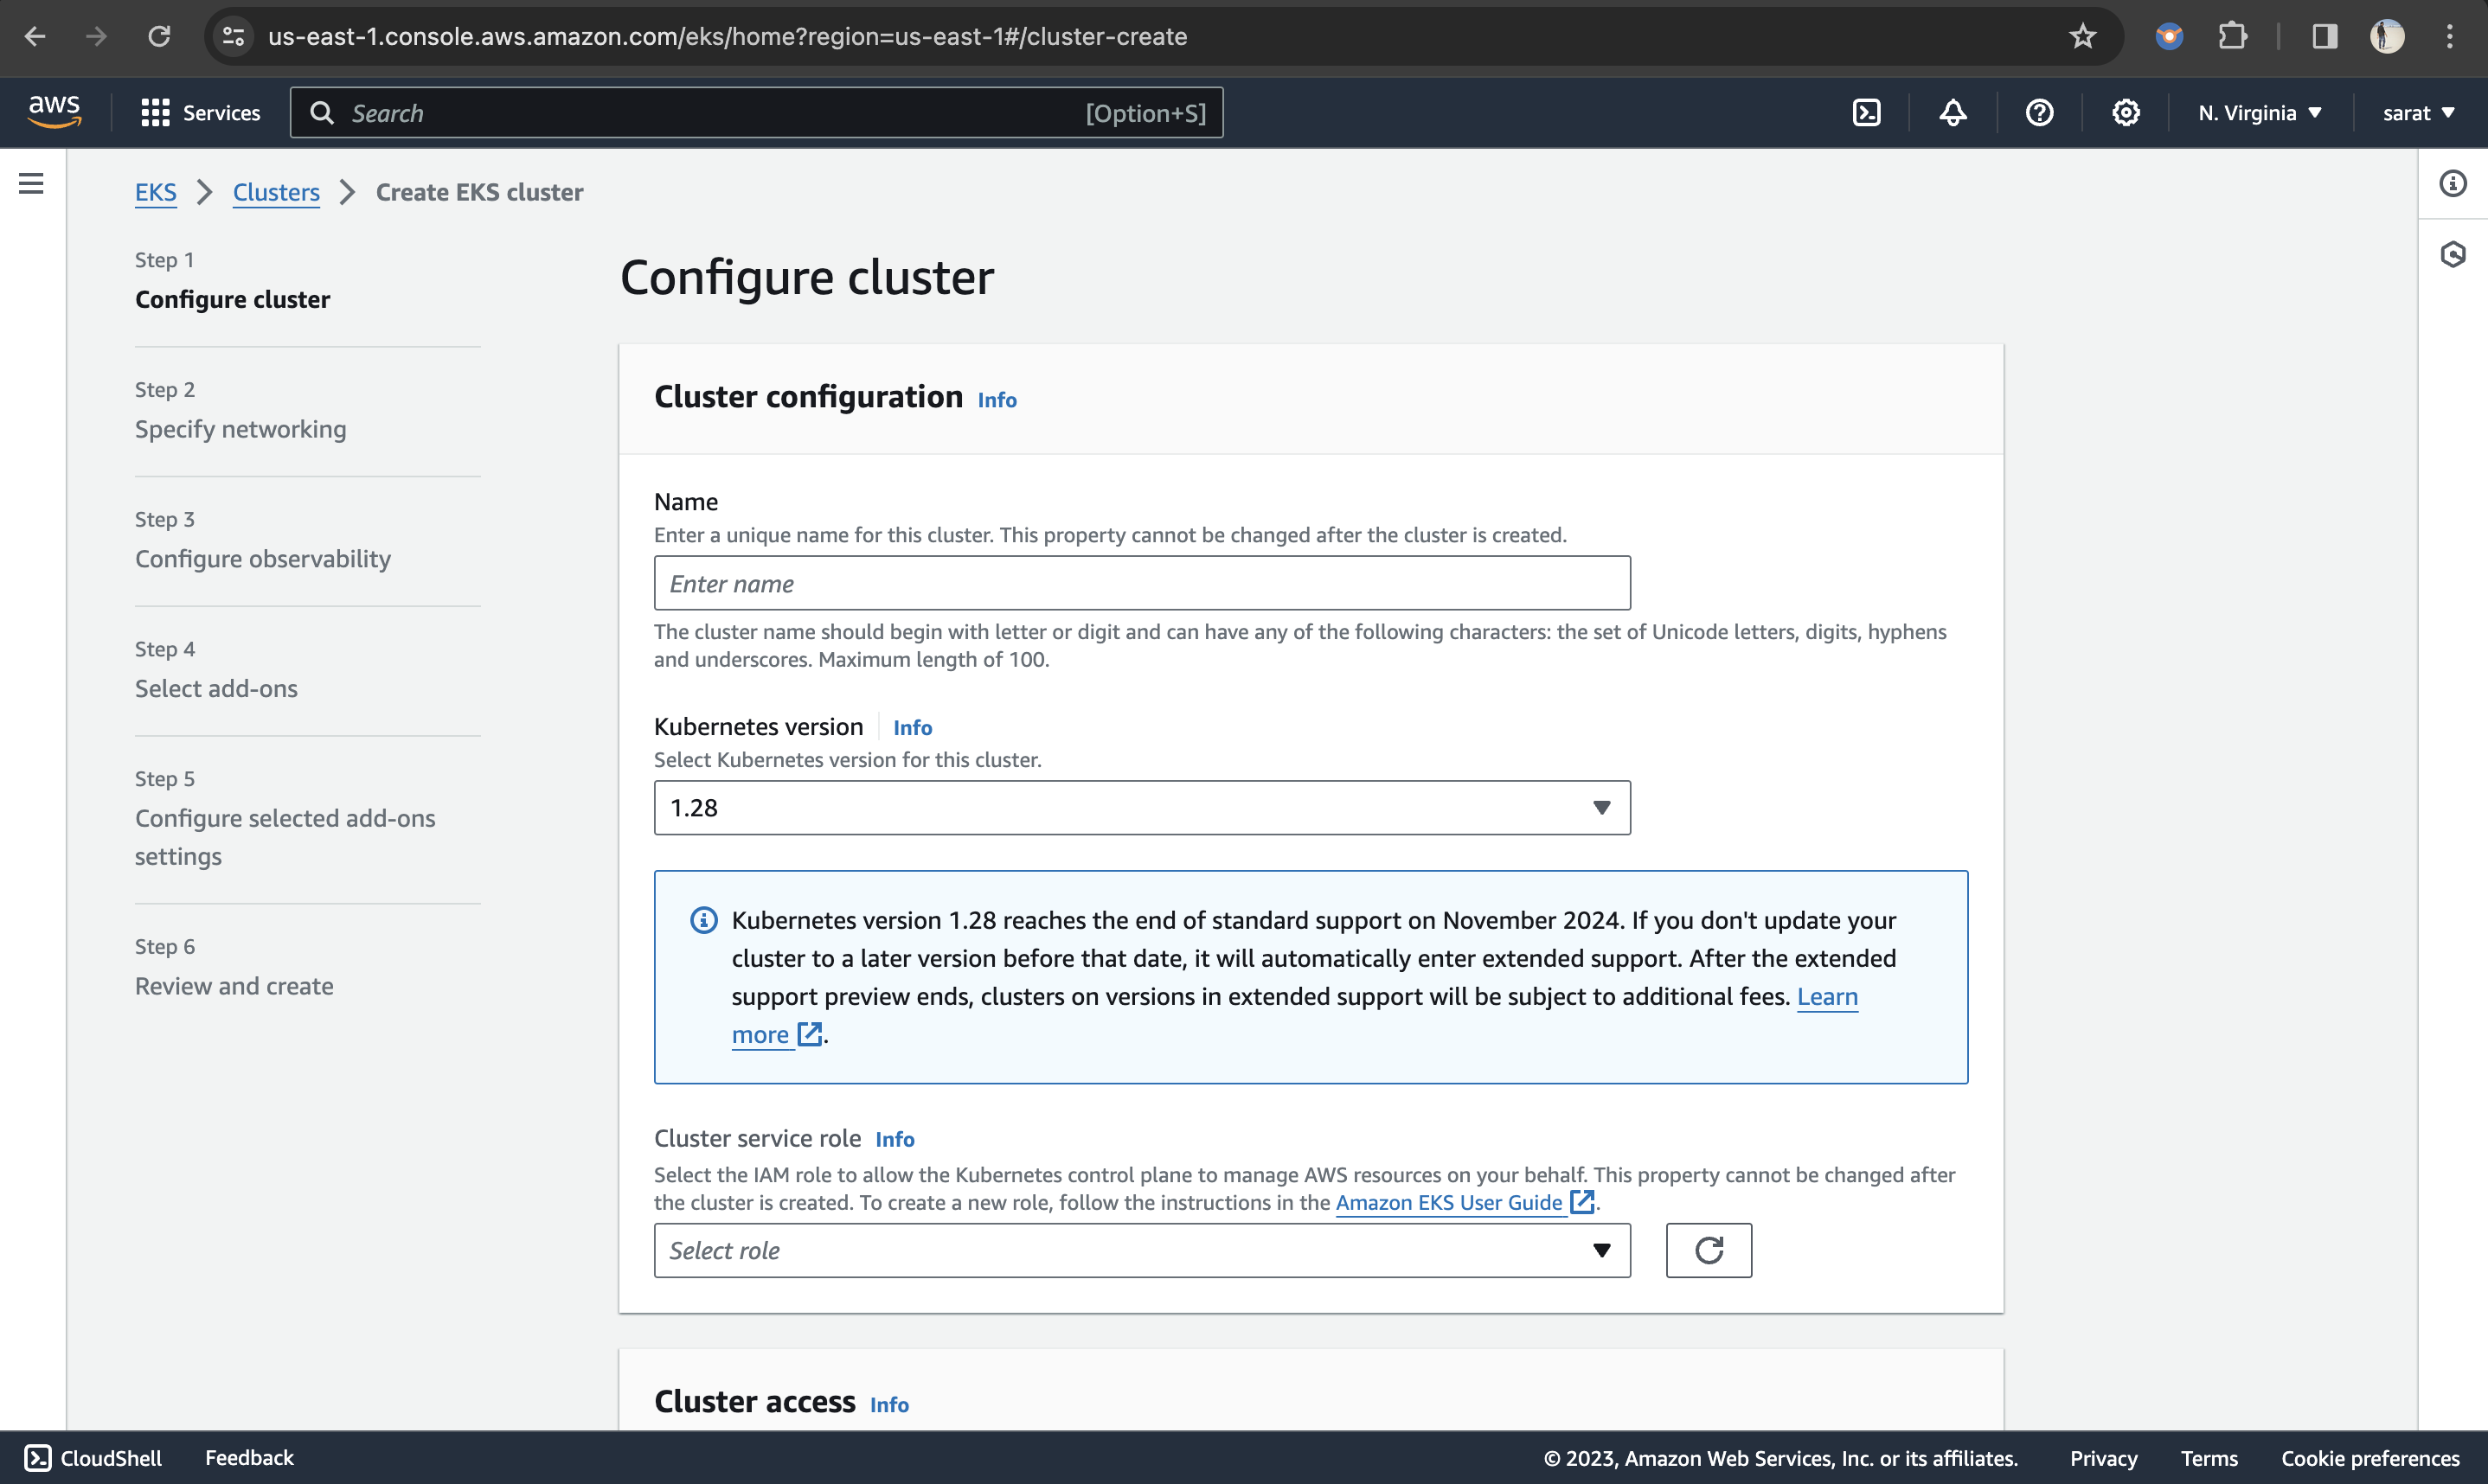 us-east-1.console.aws.amazon.com/eks/home?region=us-east-1#/cluster-create
aws
Services
Search
[Option+S]
N. Virginia
sarat
EKS
Clusters
Create EKS cluster
Step 1
Configure cluster
Step 2
Specify networking
Step 3
Configure observability
Step 4
Select add-ons
Step 5
Configure selected add-ons
settings
Step 6
Review and create
Configure cluster
Cluster configuration Info
Name
Enter a unique name for this cluster. This property cannot be changed after the cluster is created.
Enter name
The cluster name should begin with letter or digit and can have any of the following characters: the set of Unicode letters, digits, hyphens
and underscores. Maximum length of 100.
Kubernetes version Info
Select Kubernetes version for this cluster.
1.28
Kubernetes version 1.28 reaches the end of standard support on November 2024. If you don't update your
cluster to a later version before that date, it will automatically enter extended support. After the extended
support preview ends, clusters on versions in extended support will be subject to additional fees. Learn
more .
Cluster service role Info
Select the IAM role to allow the Kubernetes control plane to manage AWS resources on your behalf. This property cannot be changed after
the cluster is created. To create a new role, follow the instructions in the Amazon EKS User Guide .
Select role
Cluster access Info
CloudShell
Feedback
© 2023, Amazon Web Services, Inc. or its affiliates.
Privacy
Terms
Cookie preferences